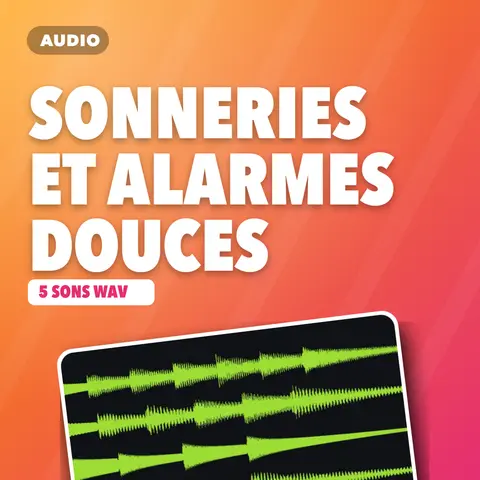 AUDIO
SONNERIES
ET ALARMES
DOUCES
5 SONS WAV